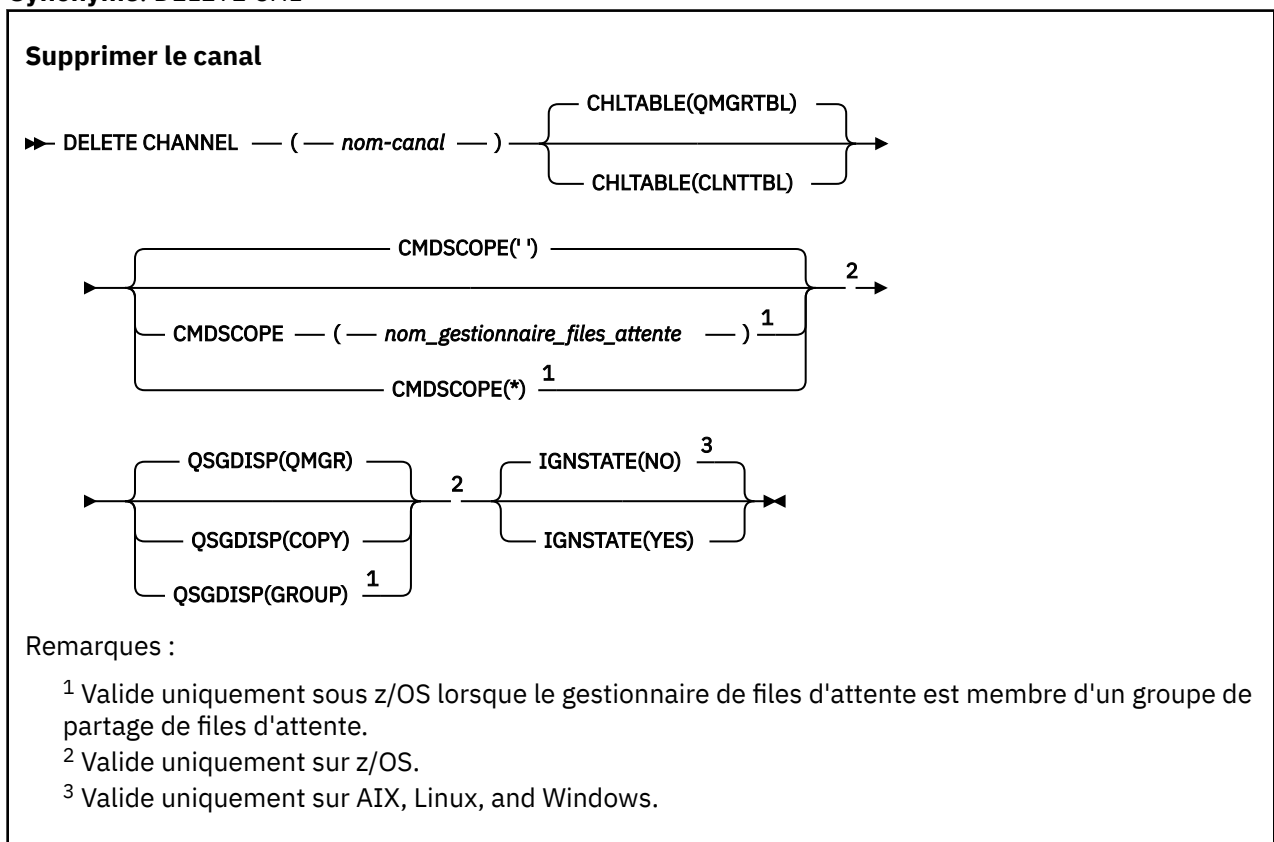 Supprimer le canal
CHLTABLE(QMGRTBL)
DELETE CHANNEL ( nom-canal )
CHLTABLE(CLNTTBL)
CMDSCOPE(' ')
2
CMDSCOPE ( nom_gestionnaire_files_attente ) 1
CMDSCOPE(*) 1
QSGDISP(QMGR) IGNSTATE(NO) 3
2
QSGDISP(COPY) IGNSTATE(YES)
QSGDISP(GROUP) 1
Remarques :
1 Valide uniquement sous z/OS lorsque le gestionnaire de files d'attente est membre d'un groupe de
partage de files d'attente.
2 Valide uniquement sur z/OS.
3 Valide uniquement sur AIX, Linux, and Windows.